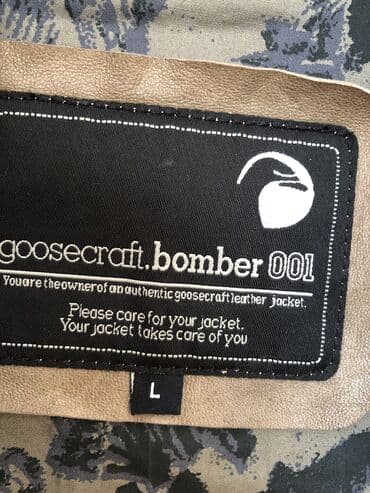 goosecraft.bomber 001
You are the owner of an authentic goosecraft leather jacket.
Please care for your jacket.
Your jacket takes care of you
L